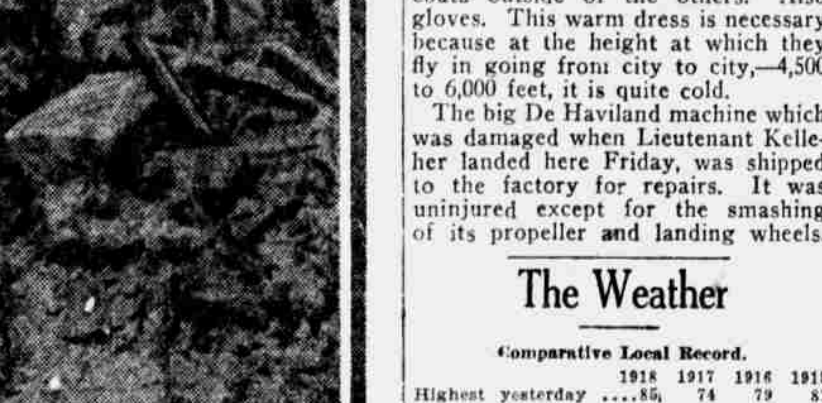 gloves. This warm dress is necessary
because at the height at which they
fly in going from city to city,—4,500
to 6,000 feet, it is quite cold.
The big De Haviland machine which
was damaged when Lieutenant Kelle-
her landed here Friday, was shipped
to the factory for repairs. It was
uninjured except for the smashing
of its propeller and landing wheels.
The Weather
Comparative Local Record.
1918 1917 1916
Highest yesterday ....85 74 79